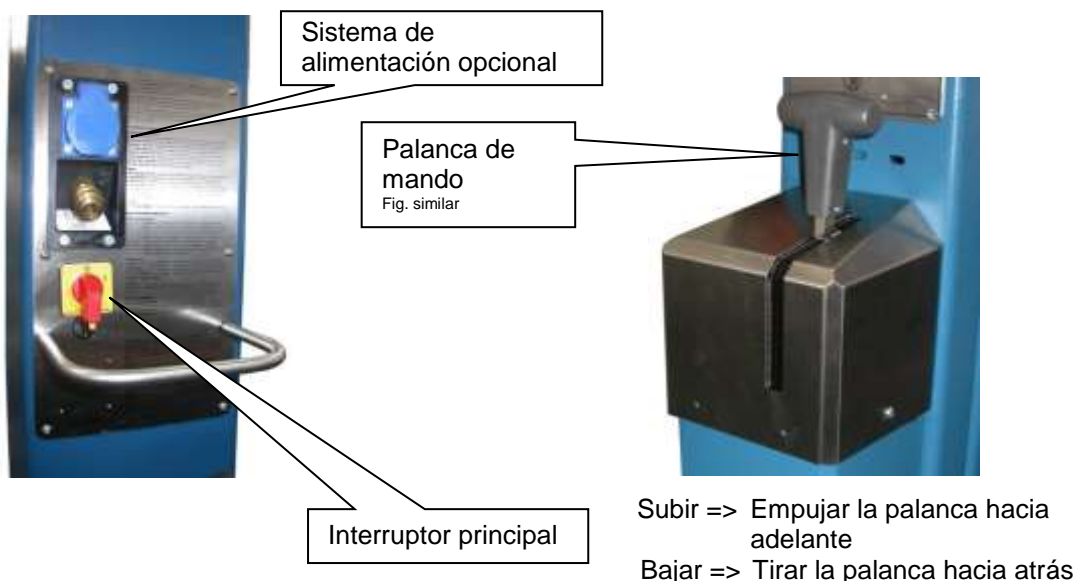 Sistema de
alimentación opcional
Palanca de
mando
Fig. similar
Interruptor principal
Subir => Empujar la palanca hacia
adelante
Bajar => Tirar la palanca hacia atrás